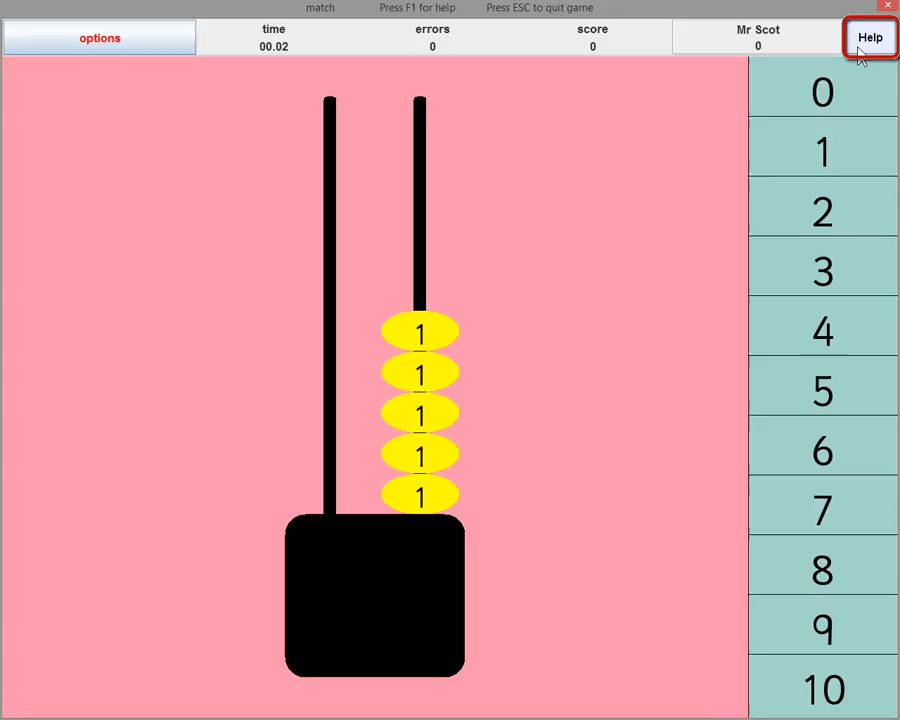 match Press F1 for help Press ESC to quit game
options
time
00.02
errors
0
score
0
Mr Scot
0
Help
0
1
2
3
4
5
6
7
8
9
10
1
1
1
1
1